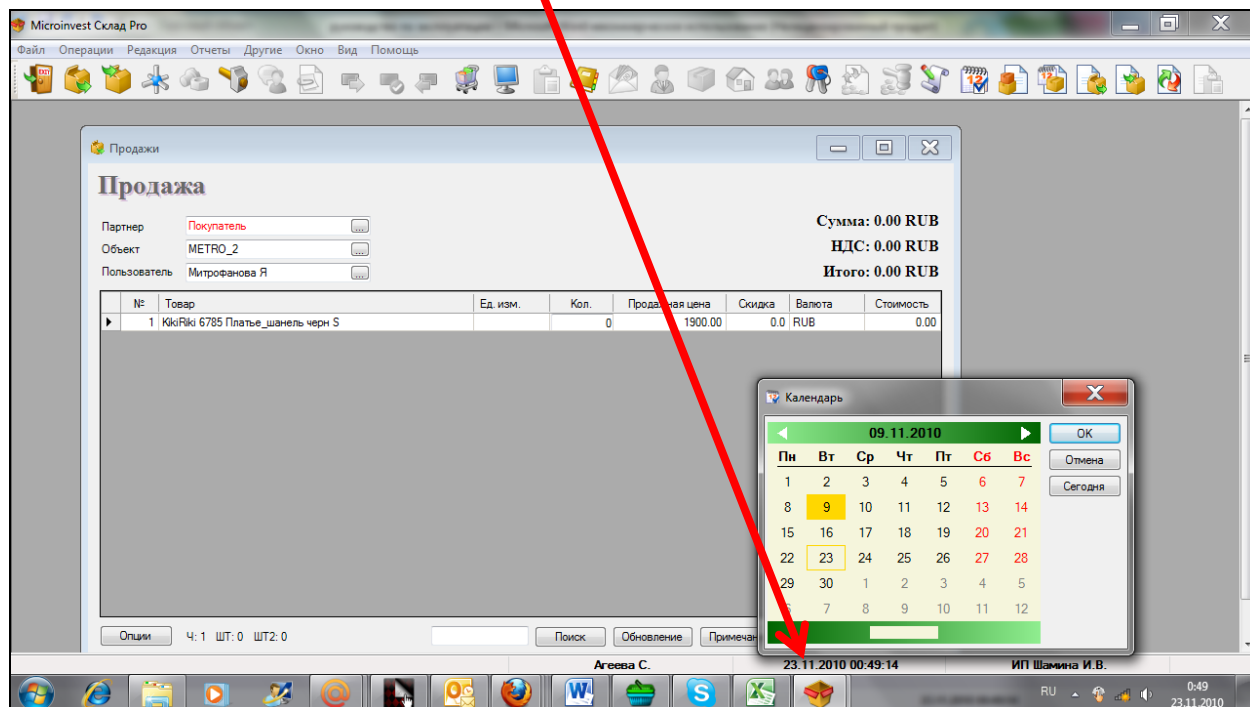 Microinvest Склад Pro
Файл Операции Редакция Отчеты Другие Окно Вид Помощь
Продажи
Продажа
Партнер Покупатель ...
Объект METRO_2 ...
Пользователь Митрофанова Я ...
Сумма: 0.00 RUB
НДС: 0.00 RUB
Итого: 0.00 RUB
№ Товар Ед. изм. Кол. Продажная цена Скидка Валюта Стоимость
1 KikiRiki 6785 Платье_шанель черн S 0 1900.00 0.0 RUB 0.00
Календарь
09.11.2010
Пн Вт Ср Чт Пт Сб Вс
1 2 3 4 5 6 7
8 9 10 11 12 13 14
15 16 17 18 19 20 21
22 23 24 25 26 27 28
29 30 1 2 3 4 5
6 7 8 9 10 11 12
OK
Отмена
Сегодня
Опции Ч: 1 ШТ: 0 ШТ2: 0 Поиск Обновление Примечан
Агеева С. 23.11.2010 00:49:14 ИП Шамина И.В.
RU 0:49
23.11.2010